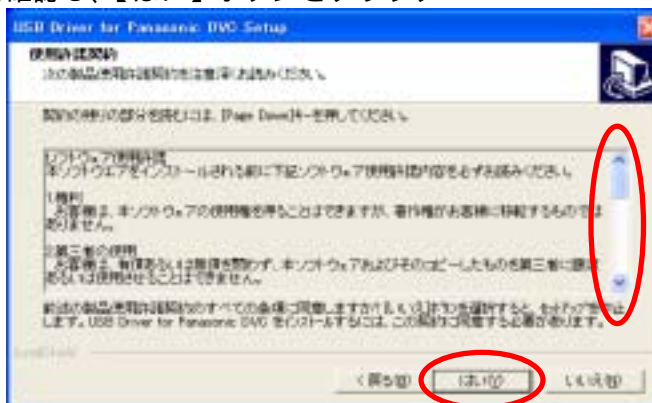 USB Driver for Panasonic DVC Setup
使用許諾契約
次の製品使用許諾契約を注意深くお読みください。
契約の残りの部分を読むには、[Page Down]キーを押してください。
ソフトウェア使用許諾
本ソフトウェアをインストールされる前に下記ソフトウェア使用許諾内容を必ずお読みください。
1.権利
お客様は、本ソフトウェアの使用権を得ることはできますが、著作権がお客様に移転するものではありません。
2.第三者の使用
お客様は、有償あるいは無償を問わず、本ソフトウェアおよびそのコピーしたものを第三者に譲渡
あるいは使用させることはできません。
前述の製品使用許諾契約のすべての条項に同意しますか?[いいえ]ボタンを選択すると、セットアップを中止
します。USB Driver for Panasonic DVC をインストールするには、この契約に同意する必要があります。
InstallShield
< 戻る(B)
はい(Y)
いいえ(N)